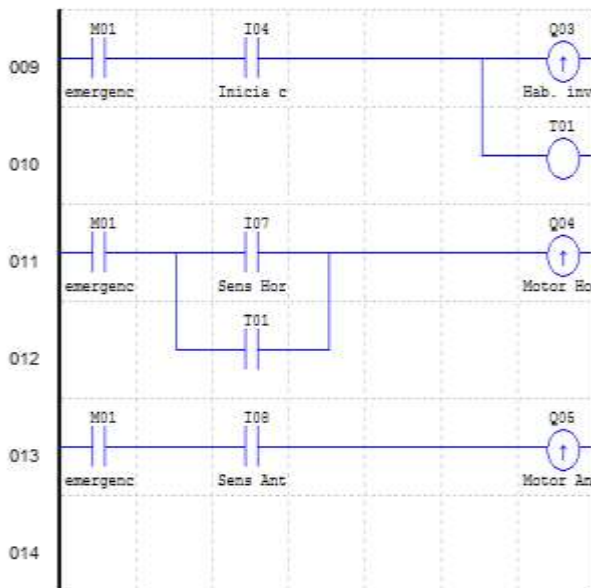 M01 I04 Q03
009
emergenc Inicia c Hab. inv
T01
010
M01 I07 Q04
011
emergenc Sens Hor Motor Ho
T01
012
M01 I08 Q05
013
emergenc Sens Ant Motor An
014